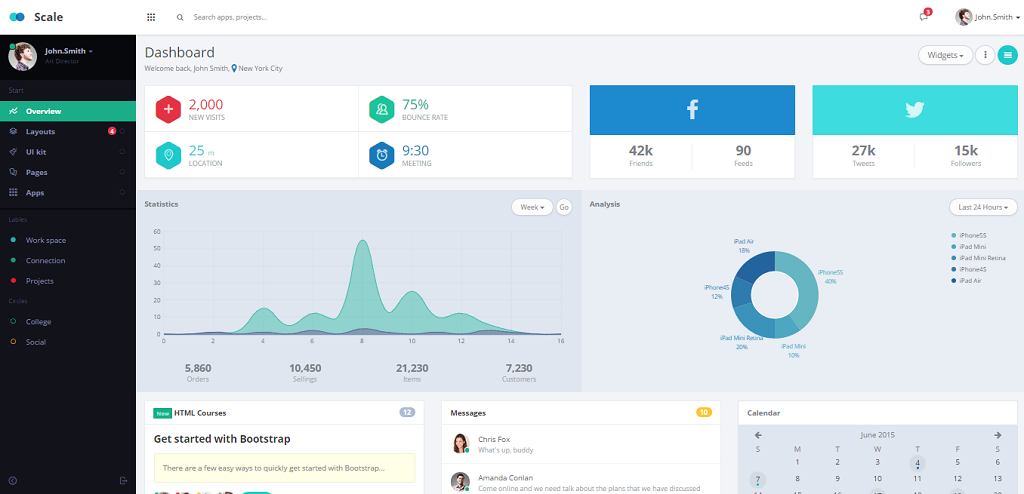 Scale
Search apps, projects...
3
John.Smith
John.Smith
Art Director
Start
Overview
Layouts
4
UI kit
Pages
Apps
Lables
Work space
Connection
Projects
Circles
College
Social
Dashboard
Welcome back, John Smith, New York City
Widgets
2,000
NEW VISITS
75%
BOUNCE RATE
25 m
LOCATION
9:30
MEETING
42k
Friends
90
Feeds
27k
Tweets
15k
Followers
Statistics
Week
Go
60
50
40
30
20
10
0
0 2 4 6 8 10 12 14 16
5,860
Orders
10,450
Sellings
21,230
Items
7,230
Customers
Analysis
Last 24 Hours
iPhone5S
iPad Mini
iPad Mini Retina
iPhone4S
iPad Air
iPad Air
18%
iPhone5S
40%
iPhone4S
12%
iPad Mini Retina
20%
iPad Mini
10%
New HTML Courses
12
Get started with Bootstrap
There are a few easy ways to quickly get started with Bootstrap...
Messages
10
Chris Fox
What's up, buddy
Amanda Conlan
Come online and we need talk about the plans that we have discussed
Calendar
June 2015
S M T W T F S
1 2 3 4 5 6
7 8 9 10 11 12 13